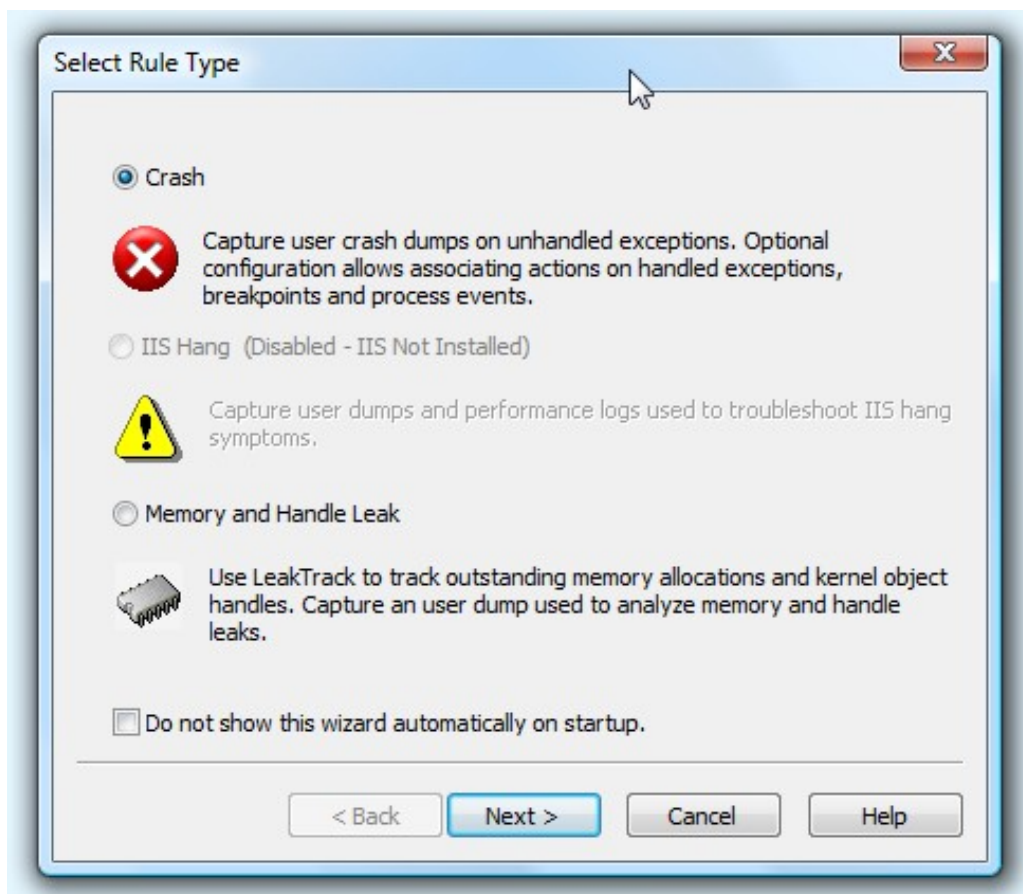 Select Rule Type
Crash
Capture user crash dumps on unhandled exceptions. Optional
configuration allows associating actions on handled exceptions,
breakpoints and process events.
IIS Hang (Disabled - IIS Not Installed)
Capture user dumps and performance logs used to troubleshoot IIS hang
symptoms.
Memory and Handle Leak
Use LeakTrack to track outstanding memory allocations and kernel object
handles. Capture an user dump used to analyze memory and handle
leaks.
Do not show this wizard automatically on startup.
< Back Next > Cancel Help